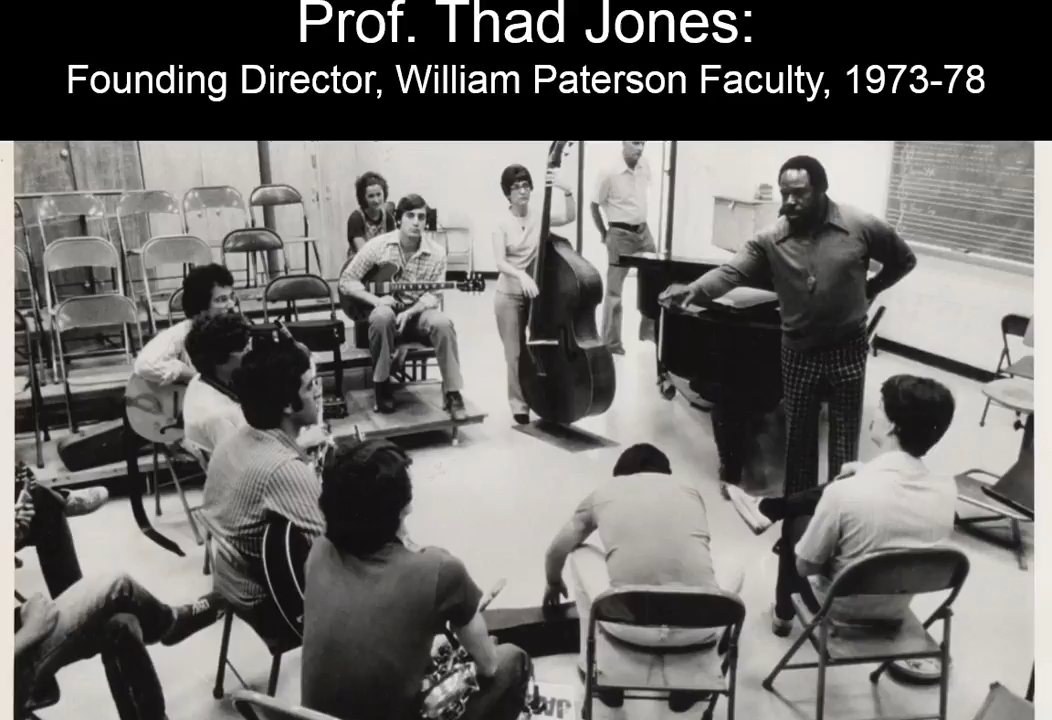 Prof. Thad Jones:
Founding Director, William Paterson Faculty, 1973-78